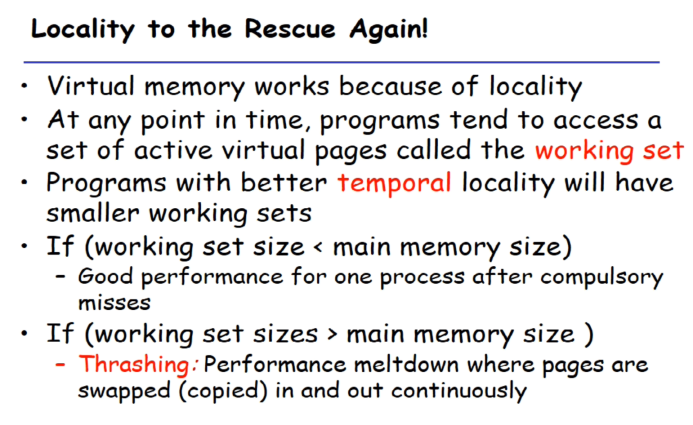 Locality to the Rescue Again!
• Virtual memory works because of locality
• At any point in time, programs tend to access a
set of active virtual pages called the working set
• Programs with better temporal locality will have
smaller working sets
• If (working set size < main memory size)
– Good performance for one process after compulsory
misses
• If (working set sizes > main memory size )
– Thrashing: Performance meltdown where pages are
swapped (copied) in and out continuously